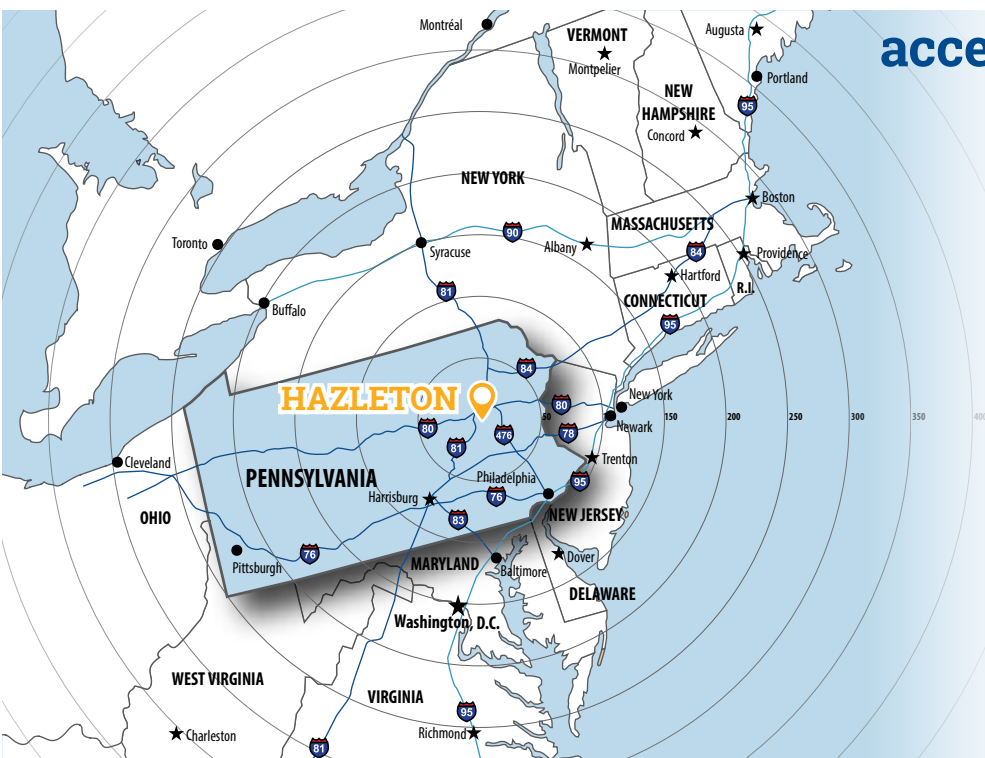 Montréal
VERMONT
Montpelier
Augusta
acce
Portland
NEW
HAMPSHIRE
Concord
95
NEW YORK
Boston
MASSACHUSETTS
90
Toronto
Syracuse
Albany
84
Providence
Hartford
R.I.
81
CONNECTICUT
Buffalo
95
84
HAZLETON
80
New York
50
150
200
250
300
350
400
Newark
80
78
476
81
Cleveland
Trenton
PENNSYLVANIA
Philadelphia
95
Harrisburg
76
OHIO
83
NEW JERSEY
76
Pittsburgh
MARYLAND
Baltimore
Dover
DELAWARE
Washington, D.C.
WEST VIRGINIA
VIRGINIA
95
Charleston
Richmond
81